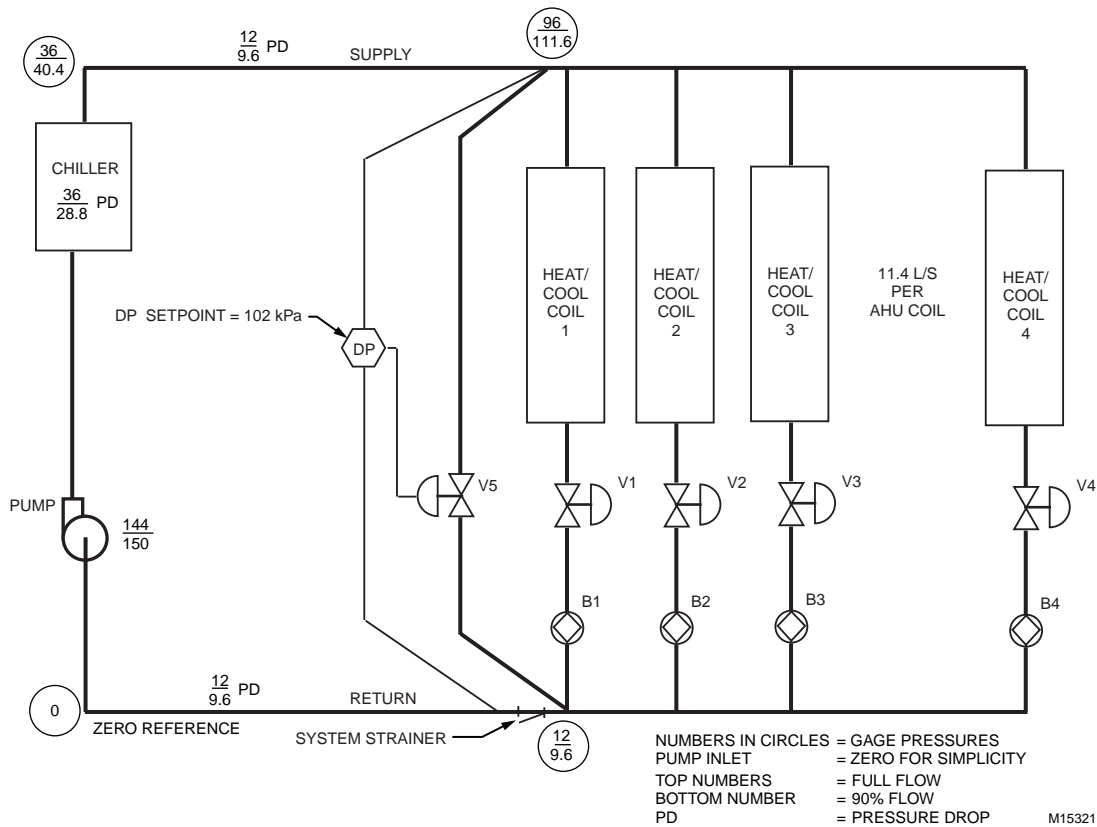 36
40.4
12
9.6 PD
SUPPLY
96
111.6
CHILLER
36
28.8 PD
DP SETPOINT = 102 kPa
DP
HEAT/
COOL
COIL
1
HEAT/
COOL
COIL
2
HEAT/
COOL
COIL
3
11.4 L/S
PER
AHU COIL
HEAT/
COOL
COIL
4
V5
V1
V2
V3
V4
PUMP
144
150
B1
B2
B3
B4
0
12
9.6 PD
RETURN
ZERO REFERENCE
SYSTEM STRAINER
12
9.6
NUMBERS IN CIRCLES = GAGE PRESSURES
PUMP INLET = ZERO FOR SIMPLICITY
TOP NUMBERS = FULL FLOW
BOTTOM NUMBER = 90% FLOW
PD = PRESSURE DROP
M15321